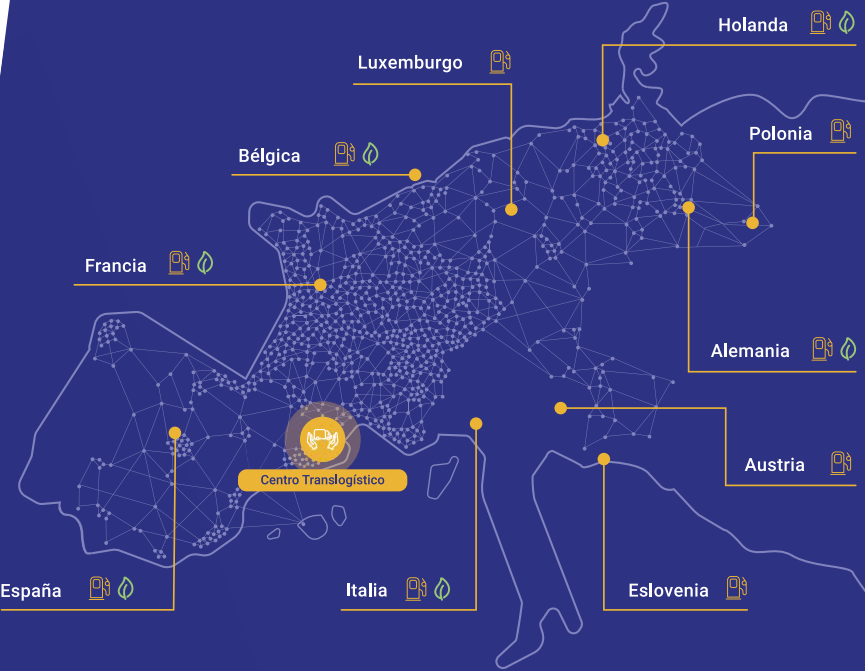 Holanda
Luxemburgo
Polonia
Bélgica
Francia
Alemania
Centro Translogístico
Austria
España
Italia
Eslovenia